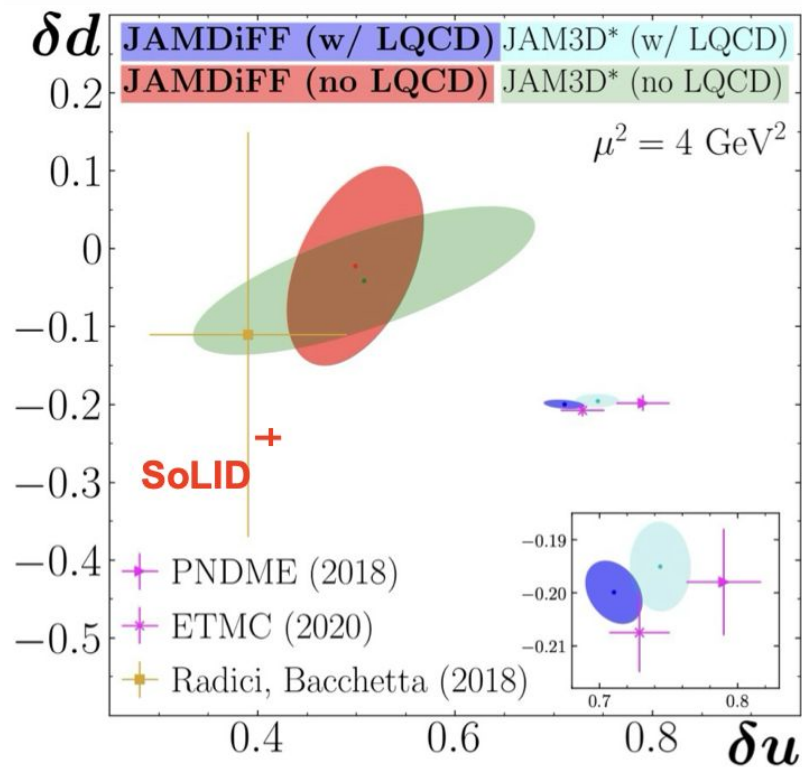 δd
JAMDiFF (w/ LQCD) JAM3D* (w/ LQCD)
JAMDiFF (no LQCD) JAM3D* (no LQCD)
μ² = 4 GeV²
0.2
0.1
0
−0.1
−0.2
−0.3
−0.4
−0.5
SoLID
PNDME (2018)
ETMC (2020)
Radici, Bacchetta (2018)
−0.19
−0.20
−0.21
0.7 0.8
0.4 0.6 0.8 δu